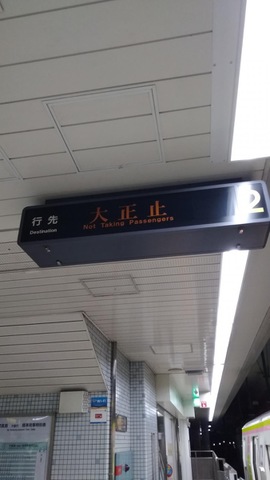 行先
Destination
大正止
Not Taking Passengers
2